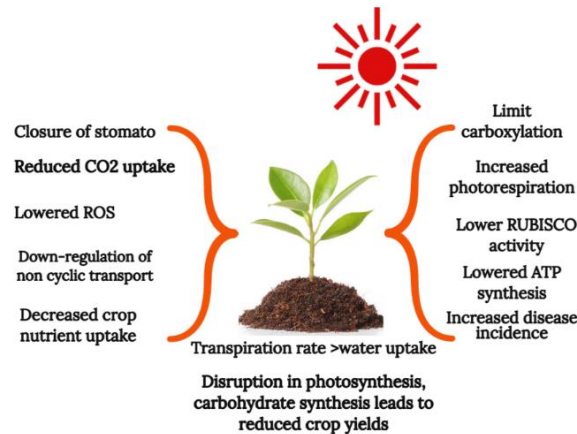 Closure of stomato
Reduced CO2 uptake
Lowered ROS
Down-regulation of
non cyclic transport
Decreased crop
nutrient uptake
Limit
carboxylation
Increased
photorespiration
Lower RUBISCO
activity
Lowered ATP
synthesis
Increased disease
incidence
Transpiration rate >water uptake
Disruption in photosynthesis,
carbohydrate synthesis leads to
reduced crop yields